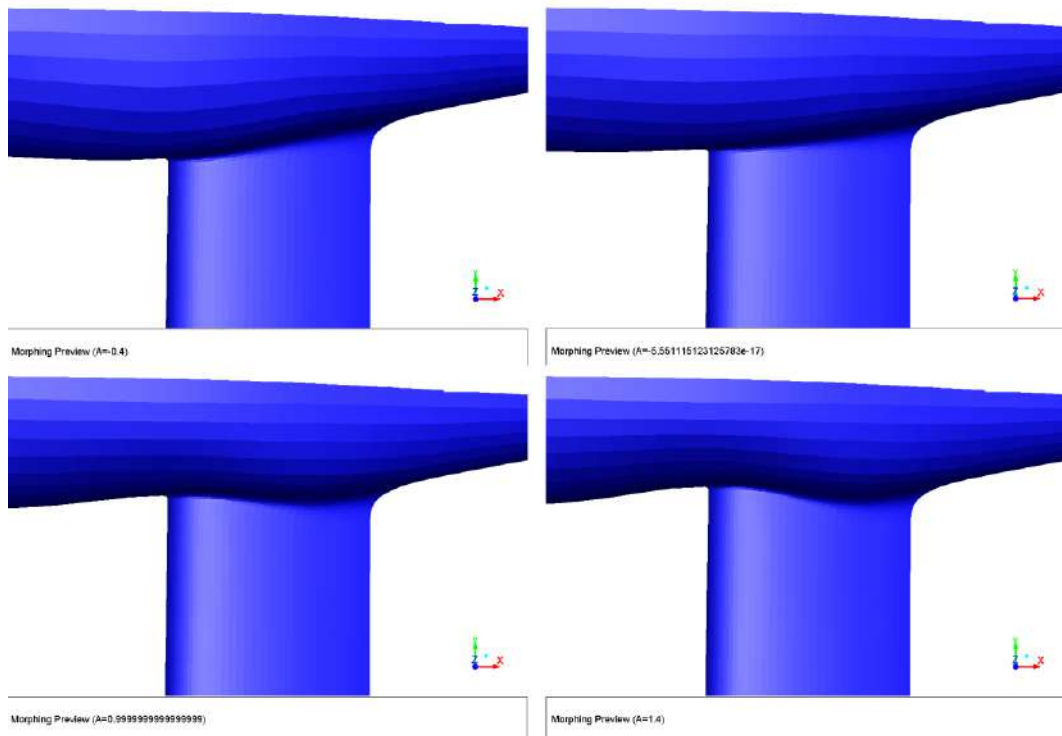 Y
Z X
Morphing Preview (A=-0.4)
Y
Z X
Morphing Preview (A=-5.551115123125783e-17)
Y
Z X
Morphing Preview (A=0.9999999999999999)
Y
Z X
Morphing Preview (A=1.4)